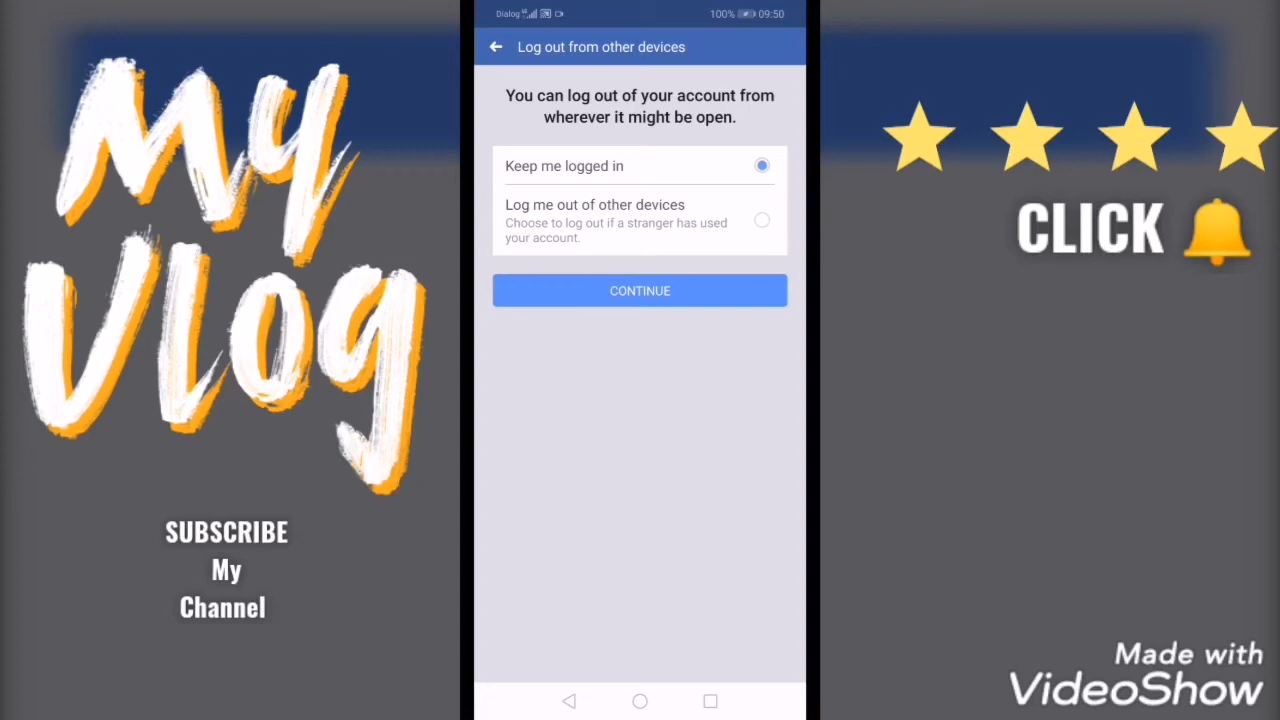 My
Vlog
SUBSCRIBE
My
Channel
Dialog 100% 09:50
Log out from other devices
You can log out of your account from
wherever it might be open.
Keep me logged in
Log me out of other devices
Choose to log out if a stranger has used
your account.
CONTINUE
CLICK
Made with
VideoShow